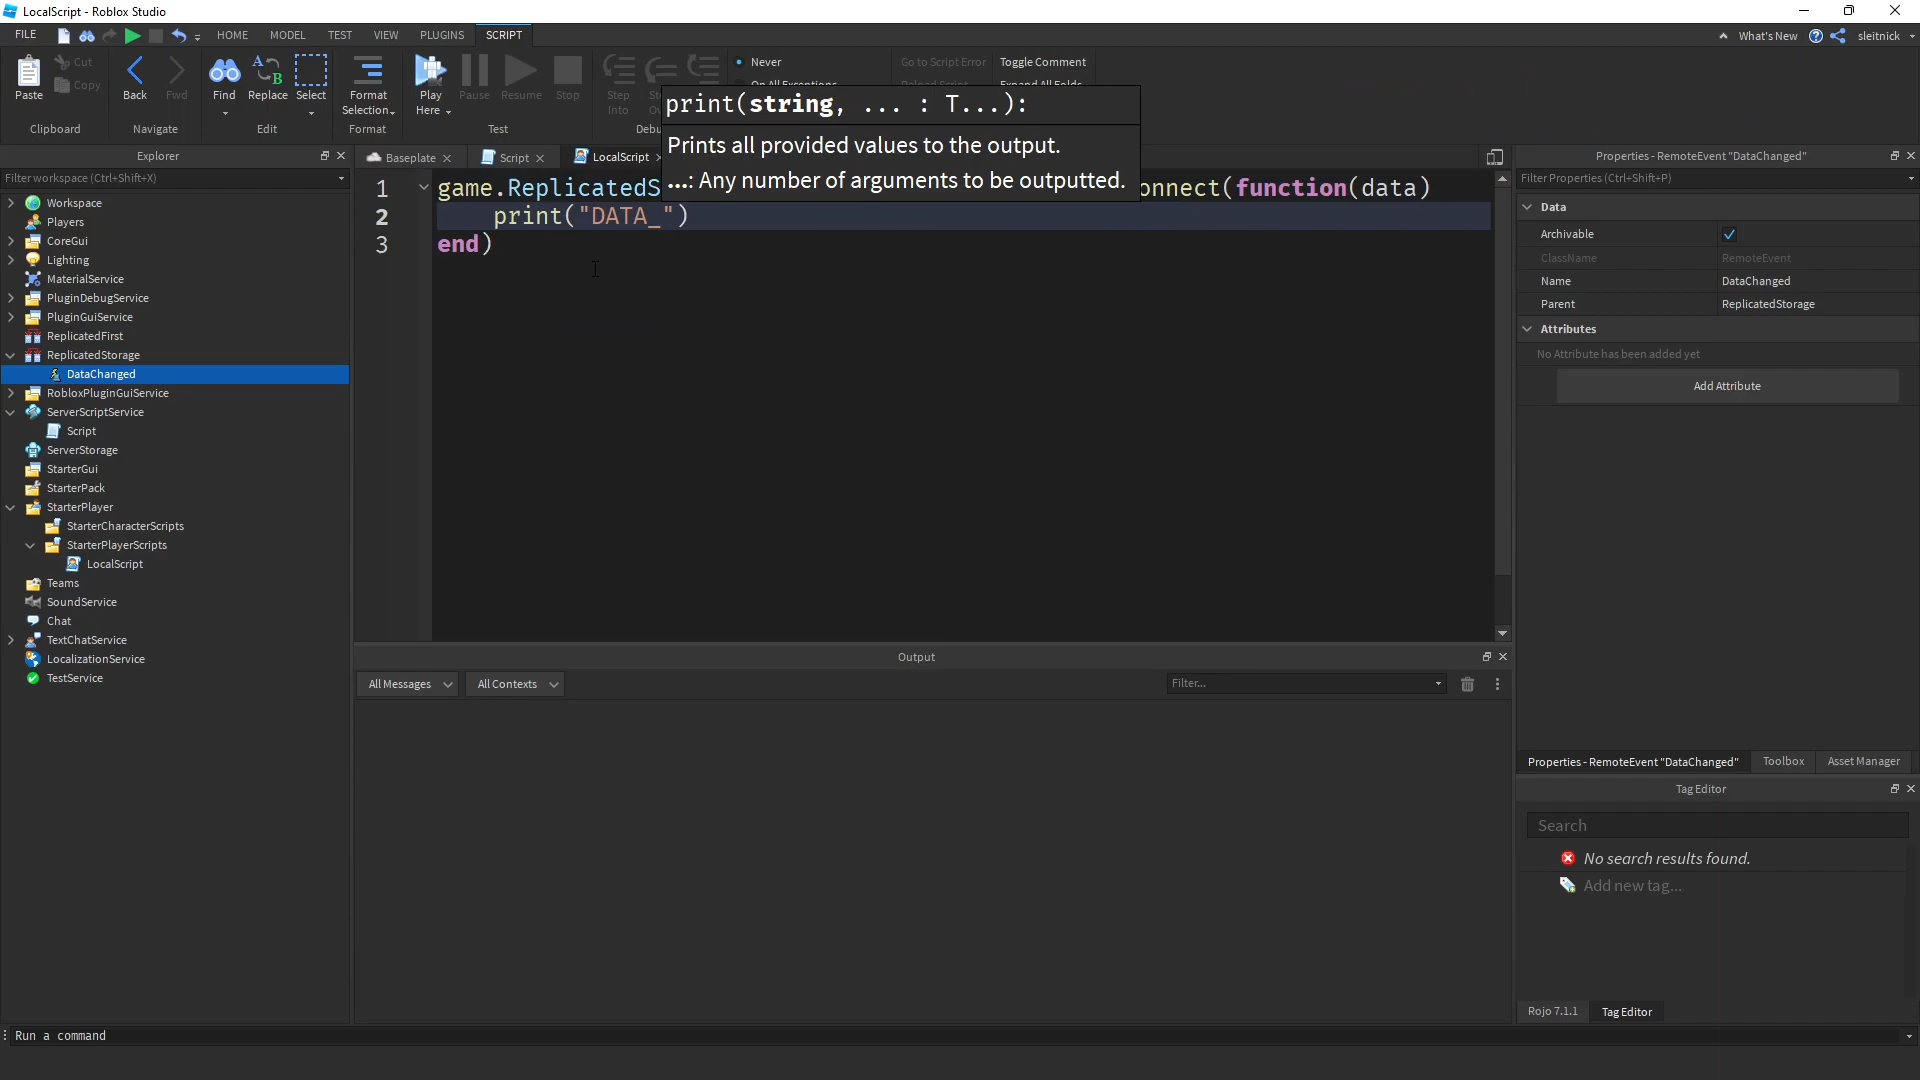 LocalScript - Roblox Studio
FILE HOME MODEL TEST VIEW PLUGINS SCRIPT What's New sleitnick
Paste Cut Copy Clipboard
Back Fwd Navigate
Find Replace Select Edit
Format Selection Format
Play Here Pause Resume Stop Test
Step Into
Never
Go to Script Error Toggle Comment
print(string, ... : T...):
Prints all provided values to the output.
...: Any number of arguments to be outputted.
Explorer
Filter workspace (Ctrl+Shift+X)
Workspace
Players
CoreGui
Lighting
MaterialService
PluginDebugService
PluginGuiService
ReplicatedFirst
ReplicatedStorage
DataChanged
RobloxPluginGuiService
ServerScriptService
Script
ServerStorage
StarterGui
StarterPack
StarterPlayer
StarterCharacterScripts
StarterPlayerScripts
LocalScript
Teams
SoundService
Chat
TextChatService
LocalizationService
TestService
Baseplate Script LocalScript
1 game.ReplicatedS onnect(function(data)
2 print("DATA_")
3 end)
Output
All Messages All Contexts Filter...
Properties - RemoteEvent "DataChanged"
Filter Properties (Ctrl+Shift+P)
Data
Archivable
ClassName RemoteEvent
Name DataChanged
Parent ReplicatedStorage
Attributes
No Attribute has been added yet
Add Attribute
Properties - RemoteEvent "DataChanged" Toolbox Asset Manager
Tag Editor
Search
No search results found.
Add new tag...
Rojo 7.1.1 Tag Editor
Run a command